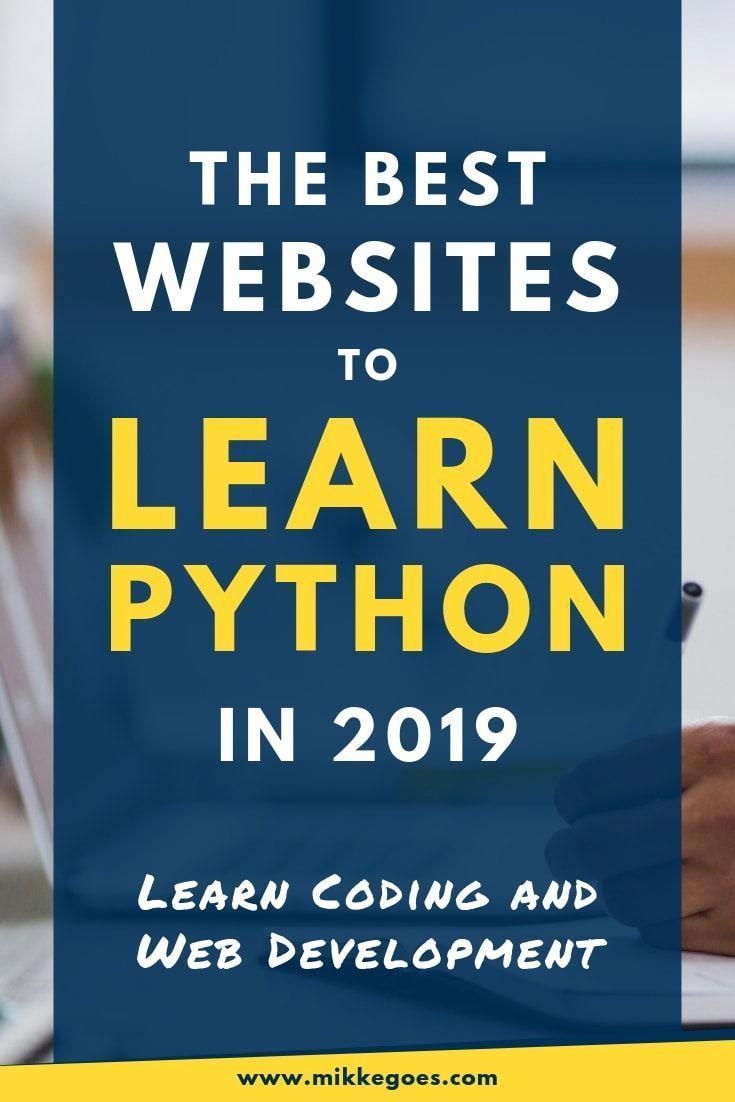 THE BEST
WEBSITES
TO
LEARN
PYTHON
IN 2019
LEARN CODING AND
WEB DEVELOPMENT
www.mikkegoes.com